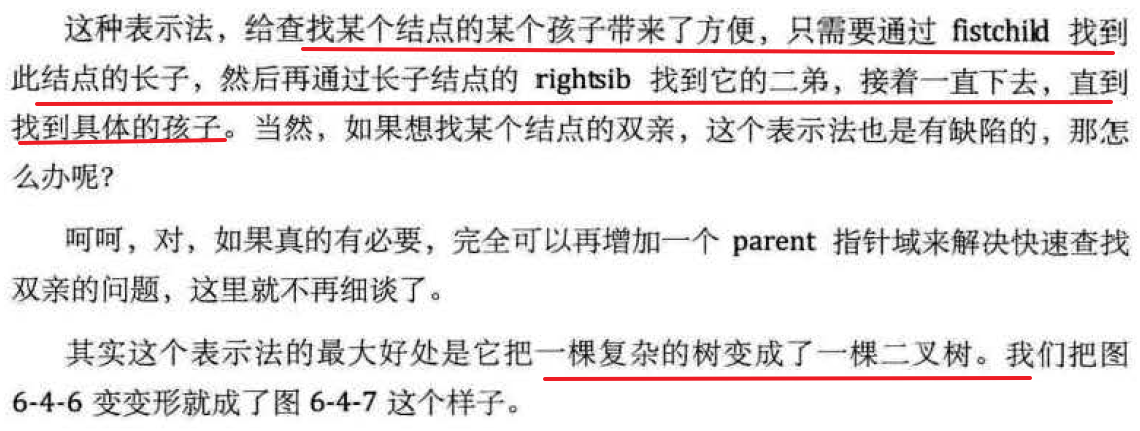 这种表示法，给查找某个结点的某个孩子带来了方便，只需要通过 fistchild 找到
此结点的长子，然后再通过长子结点的 rightsib 找到它的二弟，接着一直下去，直到
找到具体的孩子。当然，如果想找某个结点的双亲，这个表示法也是有缺陷的，那怎
么办呢？
呵呵，对，如果真的有必要，完全可以再增加一个 parent 指针域来解决快速查找
双亲的问题，这里就不再细谈了。
其实这个表示法的最大好处是它把一棵复杂的树变成了一棵二叉树。我们把图
6-4-6 变变形就成了图 6-4-7 这个样子。